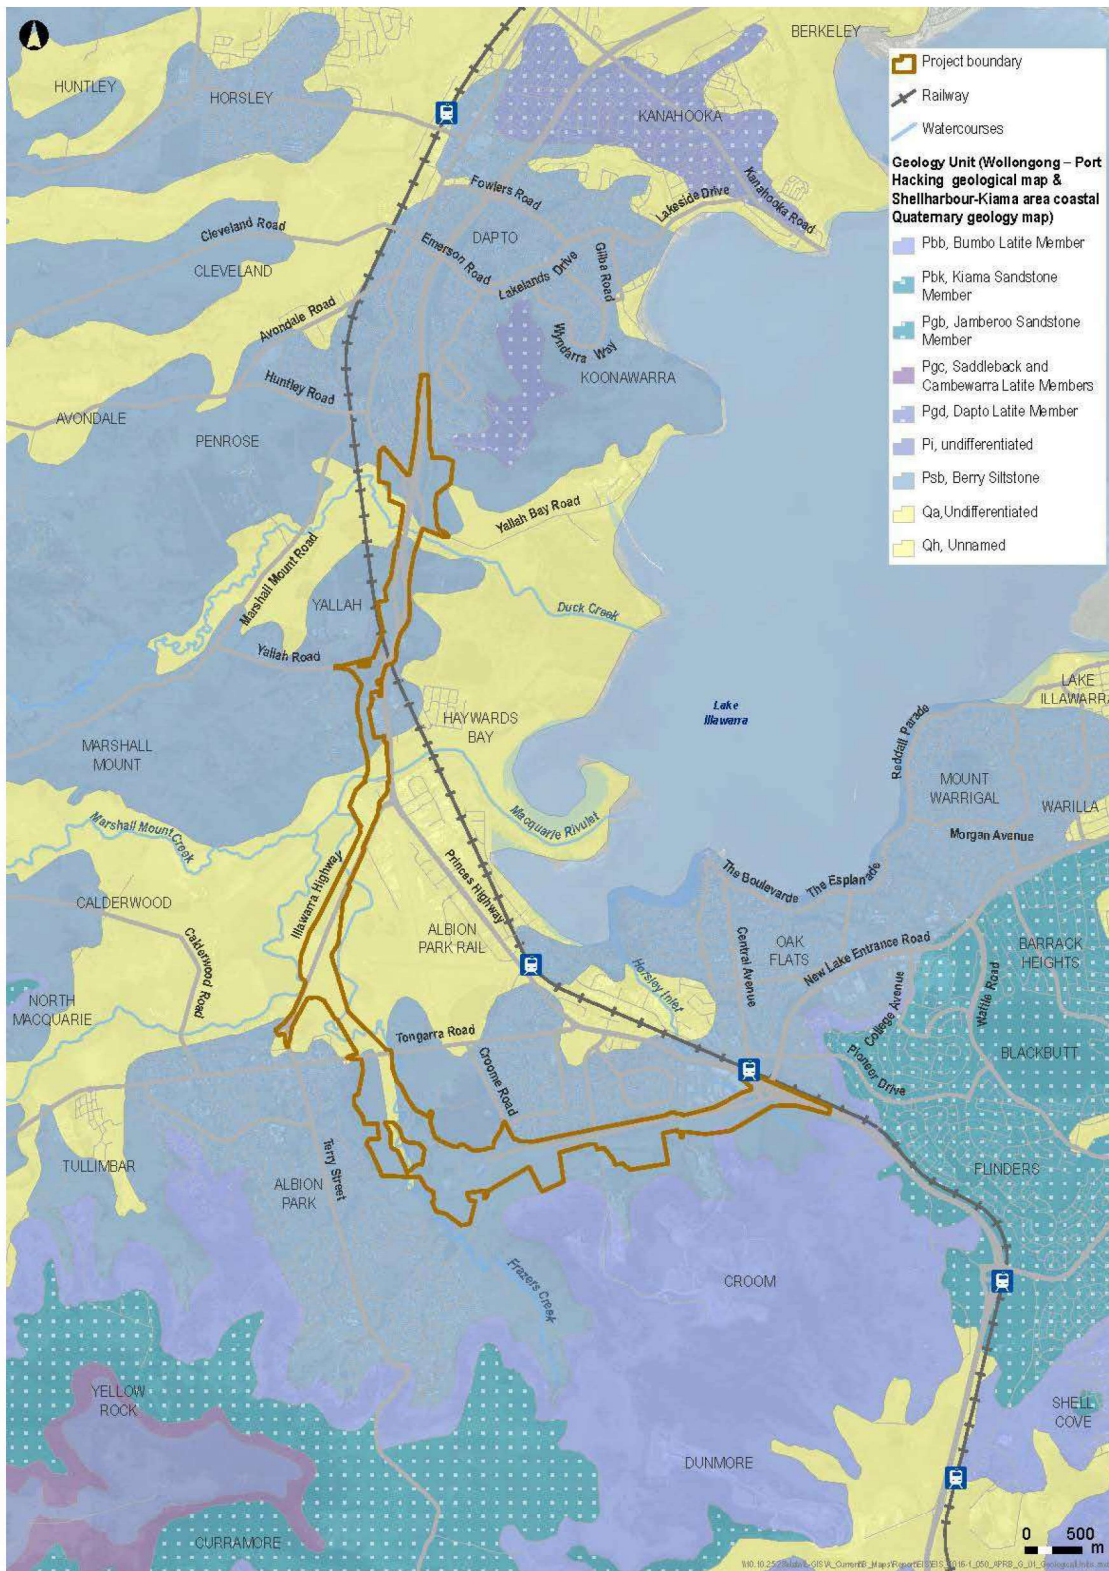 BERKELEY
HUNTLEY
HORSLEY
KANAHOOKA
Kanahooka Road
Fowlers Road
Lakeside Drive
Cleveland Road
DAPTO
Emerson Road
Lakelands Drive
Gilba Road
CLEVELAND
Avondale Road
Wyndarra Way
Huntley Road
KOONAWARRA
AVONDALE
PENROSE
Yallah Bay Road
Marshall Mount Road
YALLAH
Duck Creek
Yallah Road
Lake
Illawarra
HAYWARDS
BAY
MARSHALL
MOUNT
LAKE
ILLAWARRA
Reddall Parade
MOUNT
WARRIGAL
WARILLA
Morgan Avenue
Macquarie Rivulet
Marshall Mount Creek
Princes Highway
Illawarra Highway
The Boulevarde
The Esplanade
CALDERWOOD
Calderwood Road
ALBION
PARK RAIL
Central Avenue
OAK
FLATS
New Lake Entrance Road
BARRACK
HEIGHTS
Horsley Inlet
College Avenue
Wattle Road
NORTH
MACQUARIE
Tongarra Road
Croome Road
Pioneer Drive
BLACKBUTT
TULLIMBAR
Terry Street
ALBION
PARK
FLINDERS
Frazers Creek
CROOM
YELLOW
ROCK
SHELL
COVE
DUNMORE
CURRAMORE
Project boundary
Railway
Watercourses
Geology Unit (Wollongong – Port
Hacking geological map &
Shellharbour-Kiama area coastal
Quaternary geology map)
Pbb, Bumbo Latite Member
Pbk, Kiama Sandstone
Member
Pgb, Jamberoo Sandstone
Member
Pgc, Saddleback and
Cambewarra Latite Members
Pgd, Dapto Latite Member
Pi, undifferentiated
Psb, Berry Siltstone
Qa,Undifferentiated
Qh, Unnamed
0 500
m